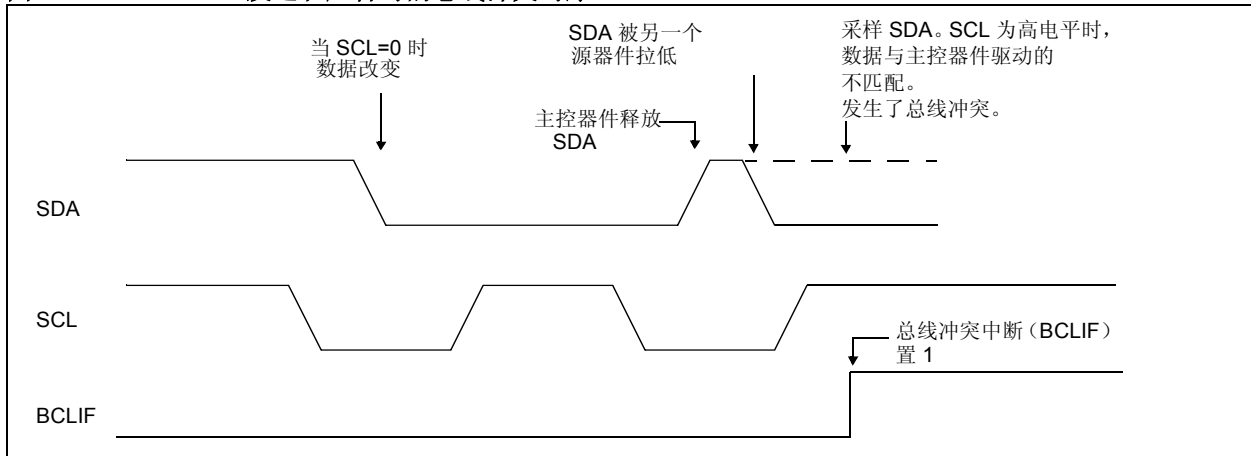 当 SCL=0 时
数据改变
SDA 被另一个
源器件拉低
采样 SDA。SCL 为高电平时，
数据与主控器件驱动的
不匹配。
发生了总线冲突。
主控器件释放
SDA
SDA
SCL
总线冲突中断（BCLIF）
置 1
BCLIF